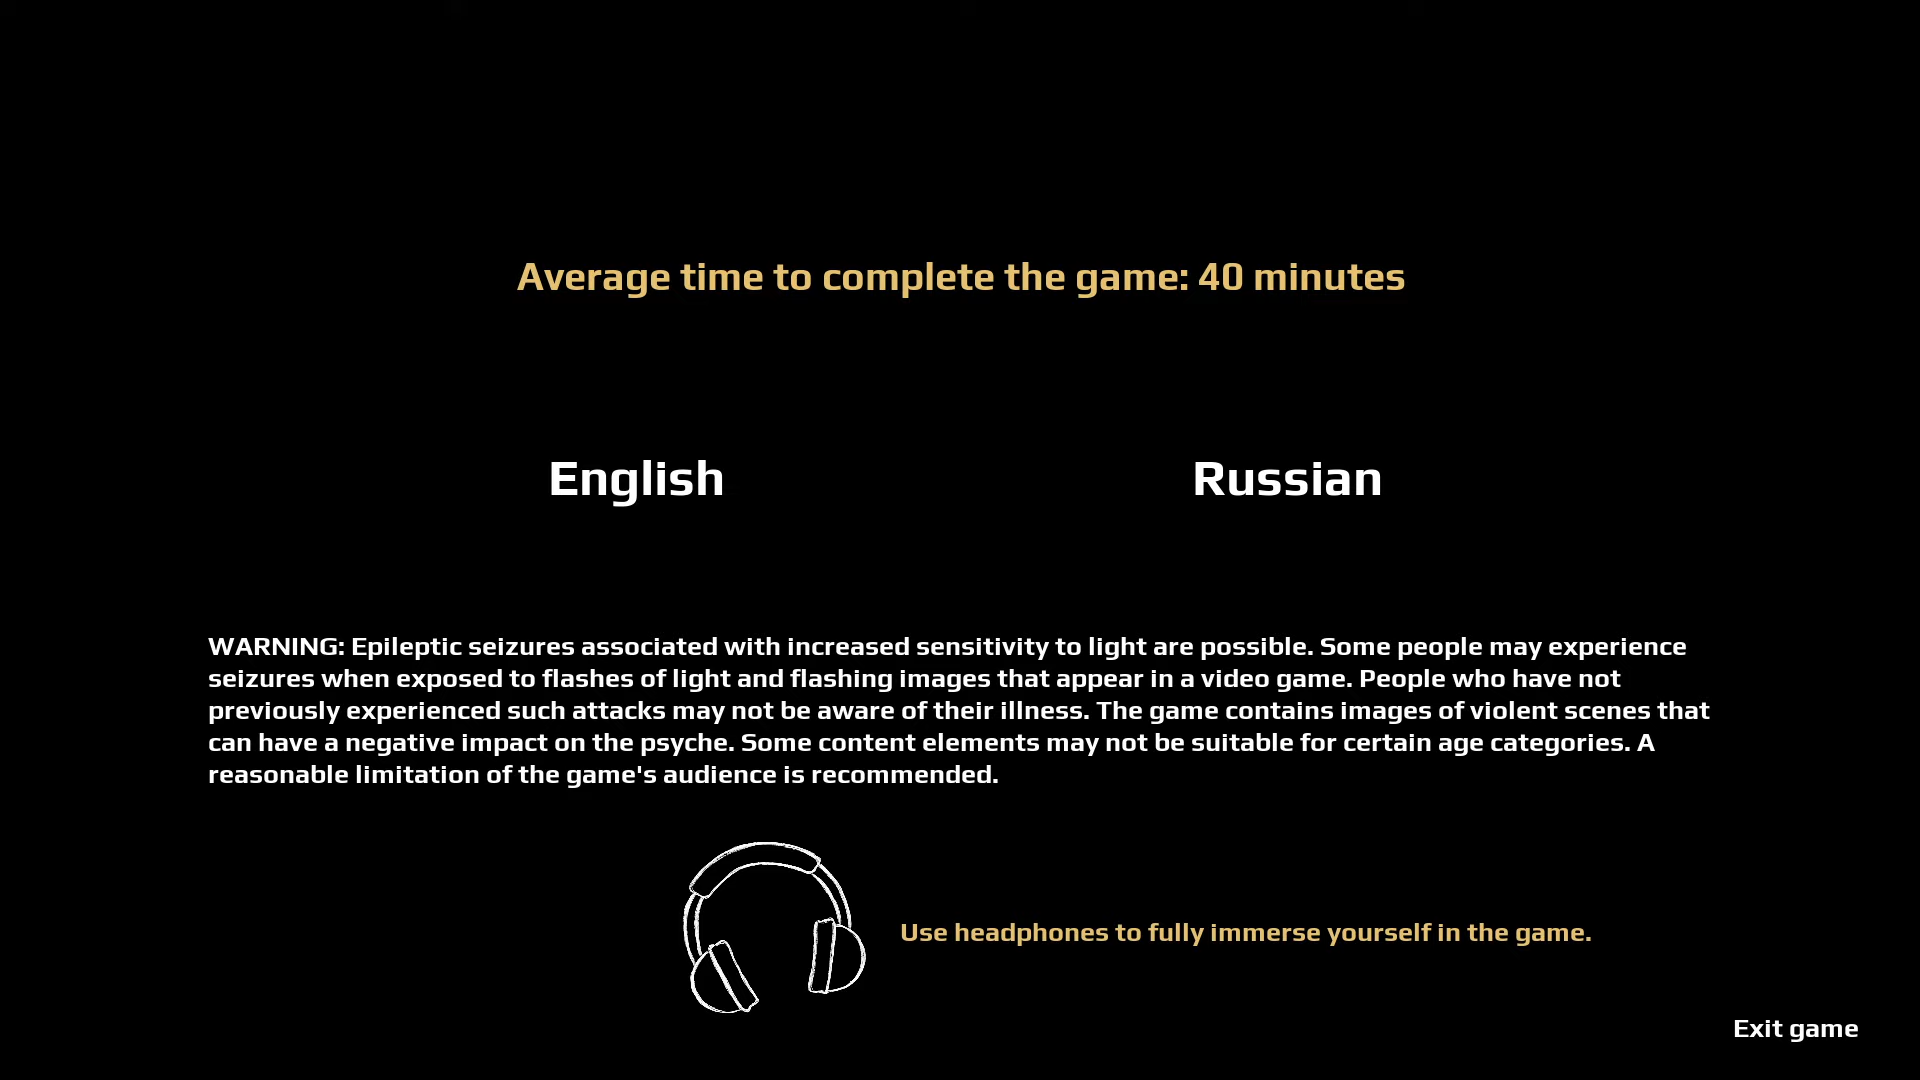 Average time to complete the game: 40 minutes
English
Russian
WARNING: Epileptic seizures associated with increased sensitivity to light are possible. Some people may experience
seizures when exposed to flashes of light and flashing images that appear in a video game. People who have not
previously experienced such attacks may not be aware of their illness. The game contains images of violent scenes that
can have a negative impact on the psyche. Some content elements may not be suitable for certain age categories. A
reasonable limitation of the game's audience is recommended.
Use headphones to fully immerse yourself in the game.
Exit game